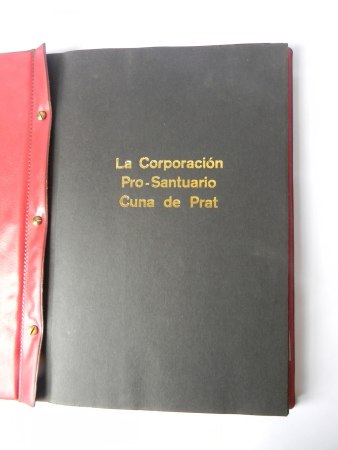 La Corporación
Pro-Santuario
Cuna de Prat